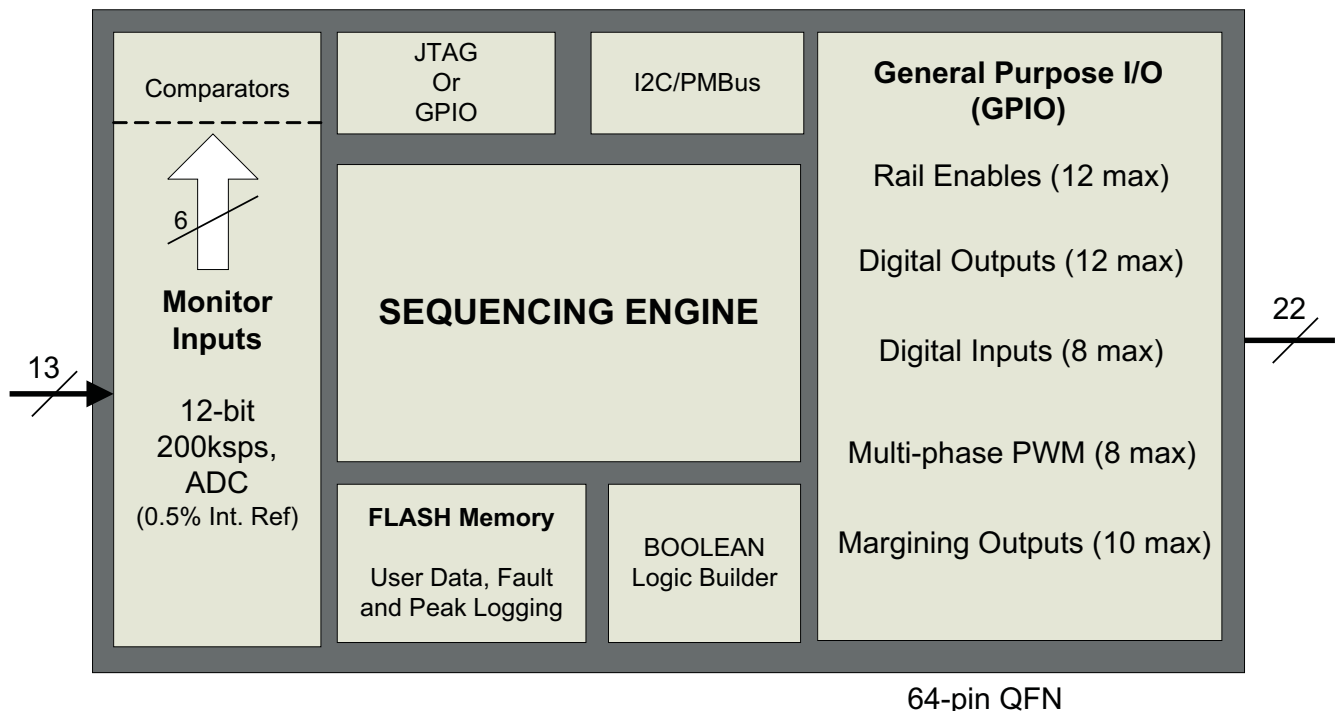 Comparators
6
Monitor
Inputs
12-bit
200ksps,
ADC
(0.5% Int. Ref)
13
JTAG
Or
GPIO
I2C/PMBus
SEQUENCING ENGINE
FLASH Memory
User Data, Fault
and Peak Logging
BOOLEAN
Logic Builder
General Purpose I/O
(GPIO)
Rail Enables (12 max)
Digital Outputs (12 max)
Digital Inputs (8 max)
Multi-phase PWM (8 max)
Margining Outputs (10 max)
22
64-pin QFN